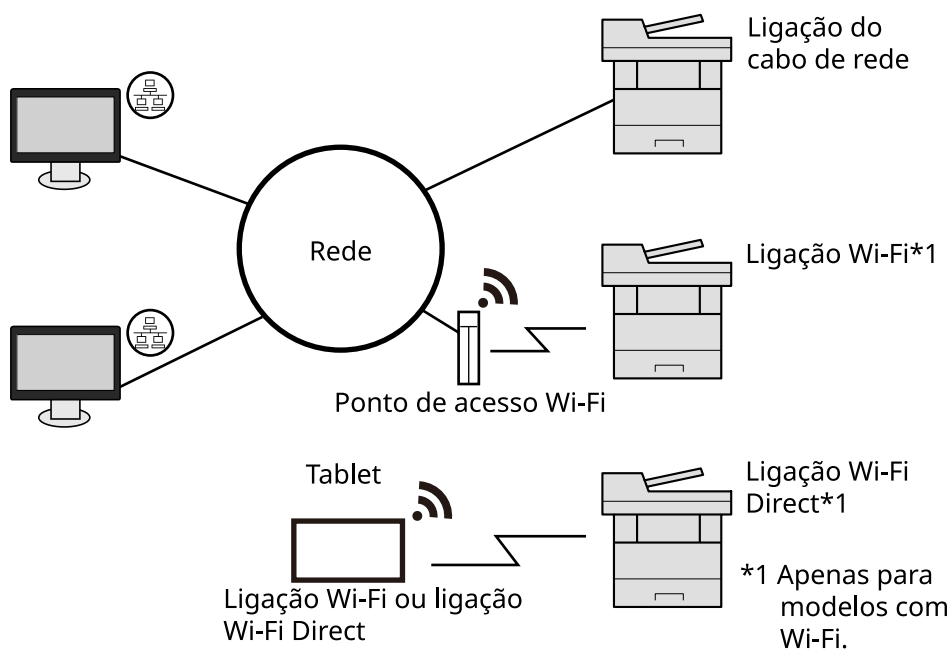 Ligação do
cabo de rede
Rede
Ligação Wi-Fi*1
Ponto de acesso Wi-Fi
Tablet
Ligação Wi-Fi
Direct*1
Ligação Wi-Fi ou ligação
Wi-Fi Direct
*1 Apenas para
modelos com
Wi-Fi.